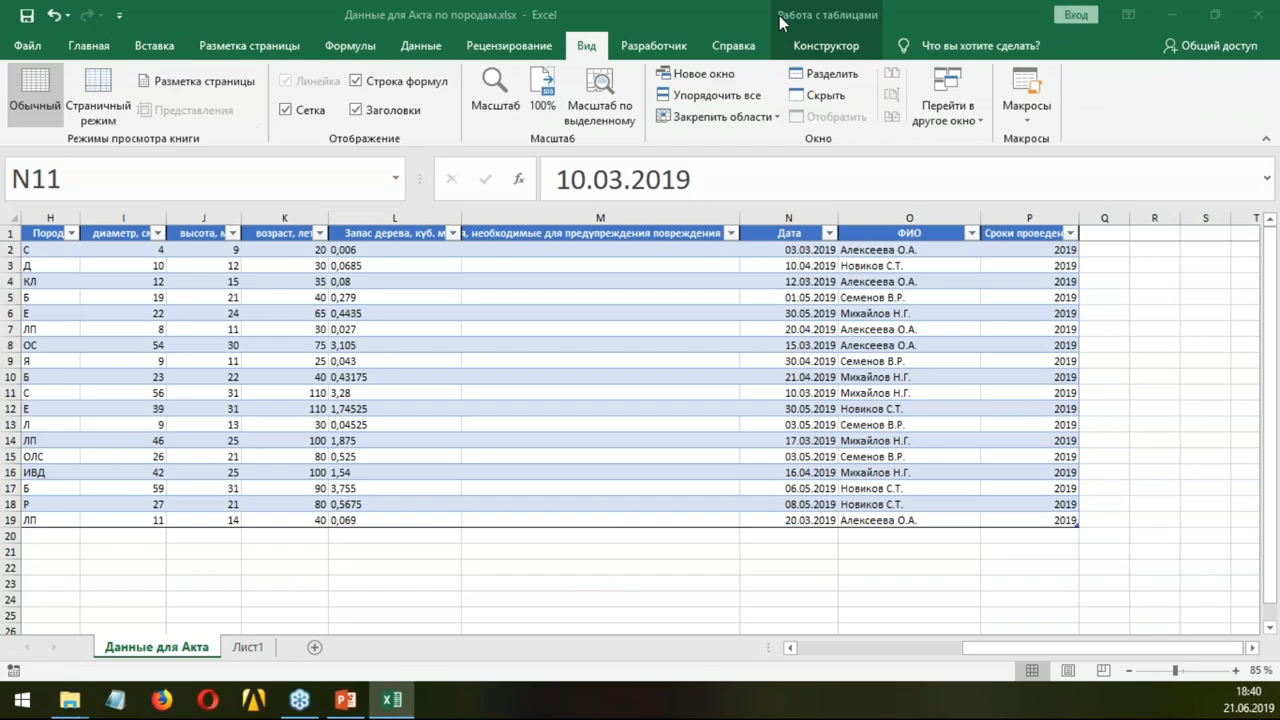 Данные для Акта по породам.xlsx - Excel
Работа с таблицами
Вход
Файл Главная Вставка Разметка страницы Формулы Данные Рецензирование Вид Разработчик Справка Конструктор Что вы хотите сделать? Общий доступ
Обычный
Страничный режим
Разметка страницы
Представления
Режимы просмотра книги
Линейка
Строка формул
Сетка
Заголовки
Отображение
Масштаб
100%
Масштаб по выделенному
Масштаб
Новое окно
Упорядочить все
Закрепить области
Разделить
Скрыть
Отобразить
Перейти в другое окно
Окно
Макросы
Макросы
N11
fx
10.03.2019
H I J K L M N O P Q R S T
1 Пород диаметр, см высота, м возраст, лет Запас дерева, куб. м я, необходимые для предупреждения повреждения Дата ФИО Сроки проведен
2 С 4 9 20 0,006 03.03.2019 Алексеева О.А. 2019
3 Д 10 12 30 0,0685 10.04.2019 Новиков С.Т. 2019
4 КЛ 12 15 35 0,08 12.03.2019 Алексеева О.А. 2019
5 Б 19 21 40 0,279 01.05.2019 Семенов В.Р. 2019
6 Е 22 24 65 0,4435 30.05.2019 Михайлов Н.Г. 2019
7 ЛП 8 11 30 0,027 20.04.2019 Алексеева О.А. 2019
8 ОС 54 30 75 3,105 15.03.2019 Алексеева О.А. 2019
9 Я 9 11 25 0,043 30.04.2019 Семенов В.Р. 2019
10 Б 23 22 40 0,43175 21.04.2019 Михайлов Н.Г. 2019
11 С 56 31 110 3,28 10.03.2019 Михайлов Н.Г. 2019
12 Е 39 31 110 1,74525 30.05.2019 Новиков С.Т. 2019
13 Л 9 13 30 0,04525 03.05.2019 Семенов В.Р. 2019
14 ЛП 46 25 100 1,875 17.03.2019 Михайлов Н.Г. 2019
15 ОЛС 26 21 80 0,525 03.05.2019 Семенов В.Р. 2019
16 ИВД 42 25 100 1,54 16.04.2019 Михайлов Н.Г. 2019
17 Б 59 31 90 3,755 06.05.2019 Новиков С.Т. 2019
18 Р 27 21 80 0,5675 08.05.2019 Новиков С.Т. 2019
19 ЛП 11 14 40 0,069 20.03.2019 Алексеева О.А. 2019
20
21
22
23
24
25
26
Данные для Акта Лист1
85 %
18:40
21.06.2019